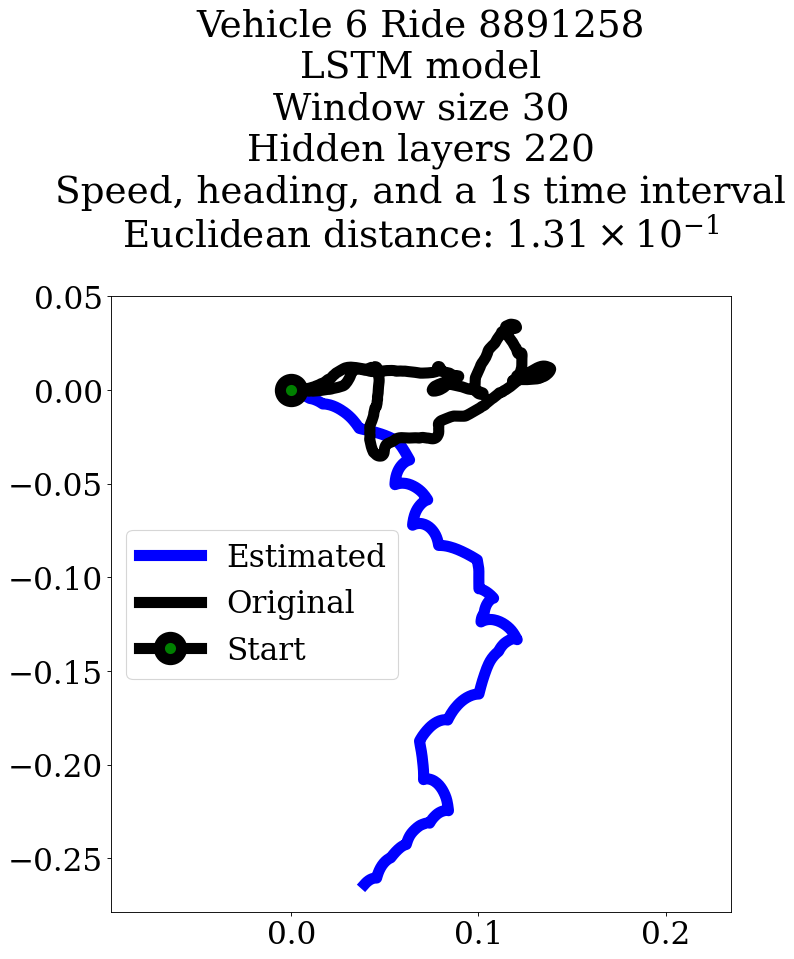 Vehicle 6 Ride 8891258
LSTM model
Window size 30
Hidden layers 220
Speed, heading, and a 1s time interval
Euclidean distance: 1.31 × 10⁻¹
0.05
0.00
−0.05
−0.10
−0.15
−0.20
−0.25
Estimated
Original
Start
0.0 0.1 0.2